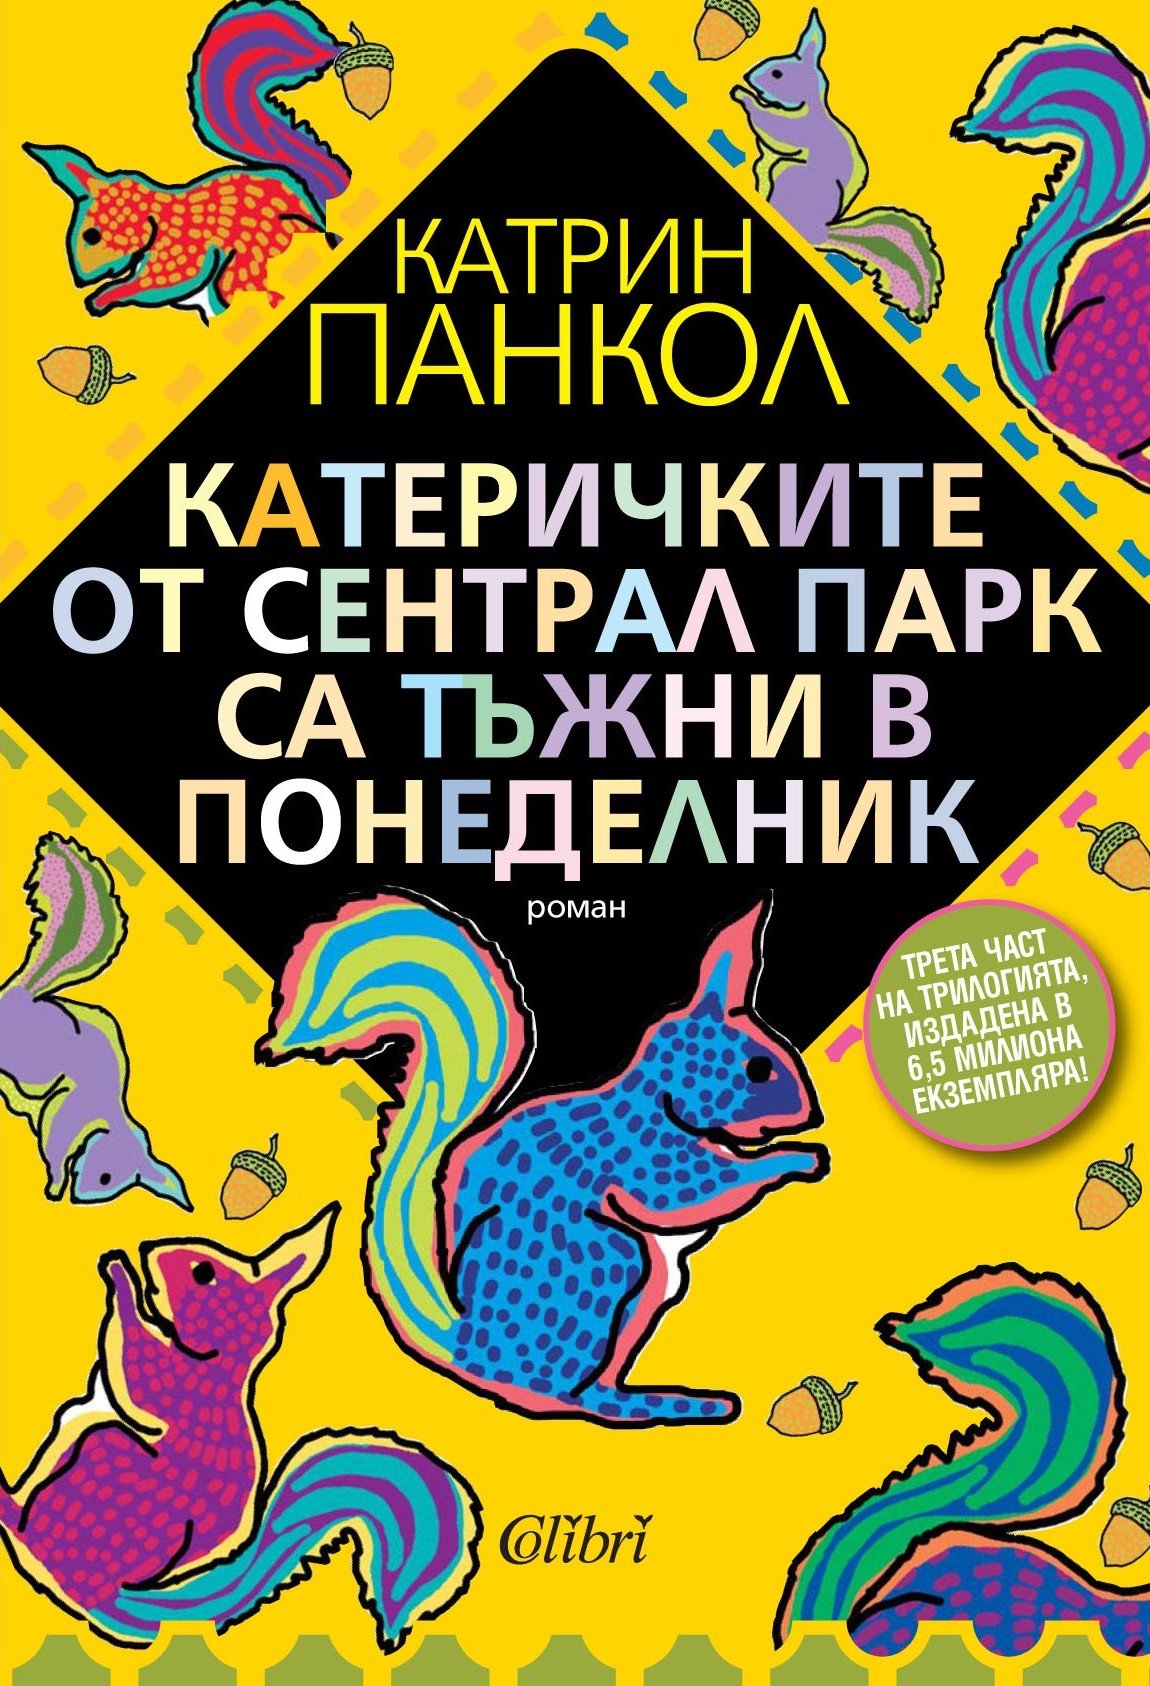 КАТРИН
ПАНКОЛ
КАТЕРИЧКИТЕ
ОТ СЕНТРАЛ ПАРК
СА ТЪЖНИ В
ПОНЕДЕЛНИК
роман
ТРЕТА ЧАСТ
НА ТРИЛОГИЯТА,
ИЗДАДЕНА В
6,5 МИЛИОНА
ЕКЗЕМПЛЯРА!
Colibri